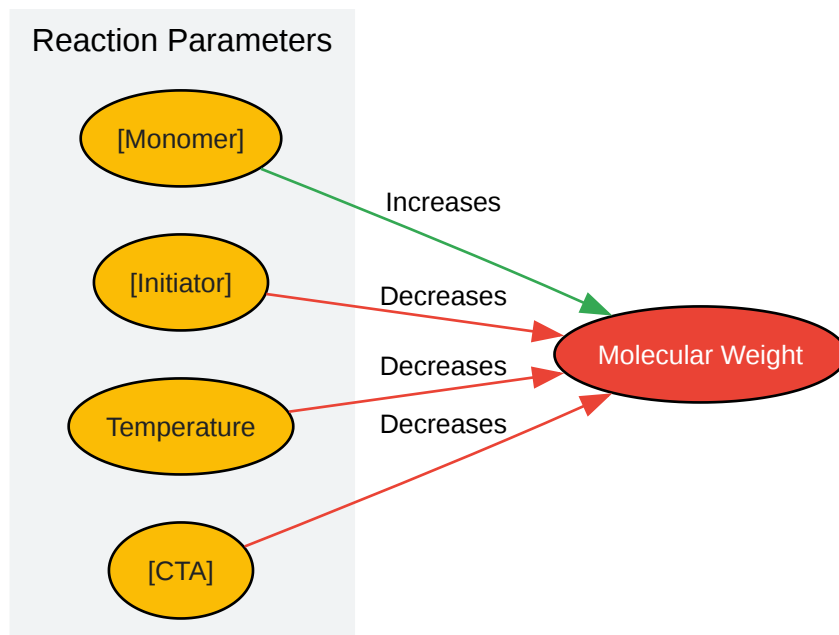 Reaction Parameters
[Monomer]
Increases
[Initiator]
Decreases
Molecular Weight
Decreases
Temperature
Decreases
[CTA]